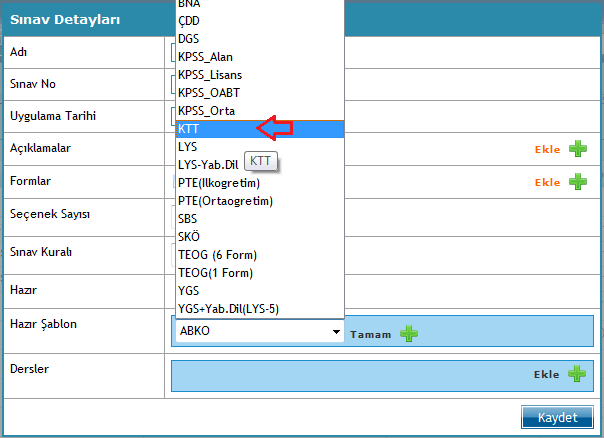 Sınav Detayları
BNA
Adı
ÇDD
DGS
KPSS_Alan
Sınav No
KPSS_Lisans
KPSS_OABT
Uygulama Tarihi
KPSS_Orta
KTT
Açıklamalar
LYS
Ekle
LYS-Yab.Dil
KTT
Formlar
PTE(Ilkogretim)
Ekle
PTE(Ortaogretim)
Seçenek Sayısı
SBS
SKÖ
Sınav Kuralı
TEOG (6 Form)
TEOG(1 Form)
Hazır
YGS
YGS+Yab.Dil(LYS-5)
Hazır Şablon
ABKO
Tamam
Dersler
Ekle
Kaydet